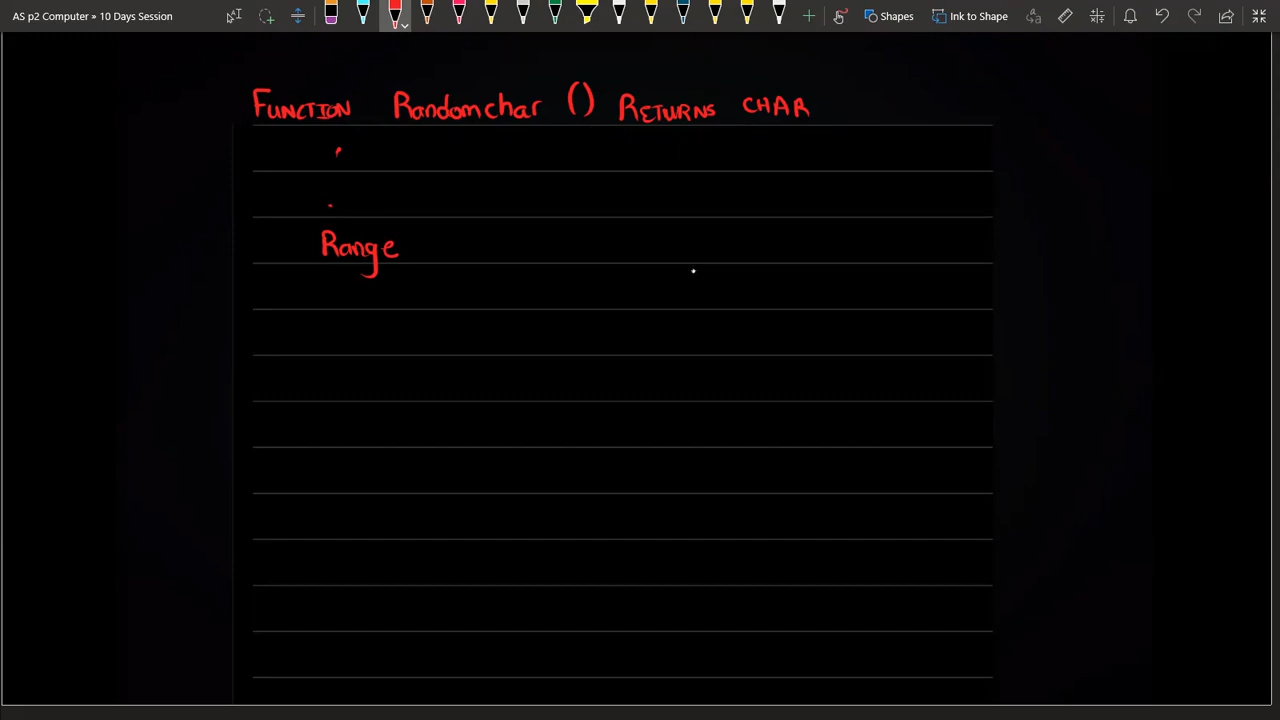 AS p2 Computer » 10 Days Session
Shapes
Ink to Shape
FUNCTION Randomchar () RETURNS CHAR
Range